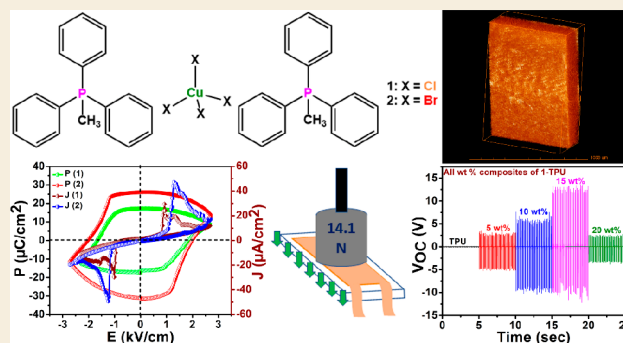 P
CH3
X
X
Cu
X
X
P
CH3
1: X = Cl
2: X = Br
1000 µm
P (1)
P (2)
J (1)
J (2)
P (µC/cm2)
40
30
20
10
0
-10
-20
-30
-40
J (µA/cm2)
60
40
20
0
-20
-40
-60
-3 -2 -1 0 1 2 3
E (kV/cm)
14.1
N
All wt % composites of 1-TPU
VOC (V)
15
10
5
0
-5
-10
-15
TPU
5 wt%
10 wt%
15 wt%
20 wt%
0 5 10 15 20 25
Time (sec)